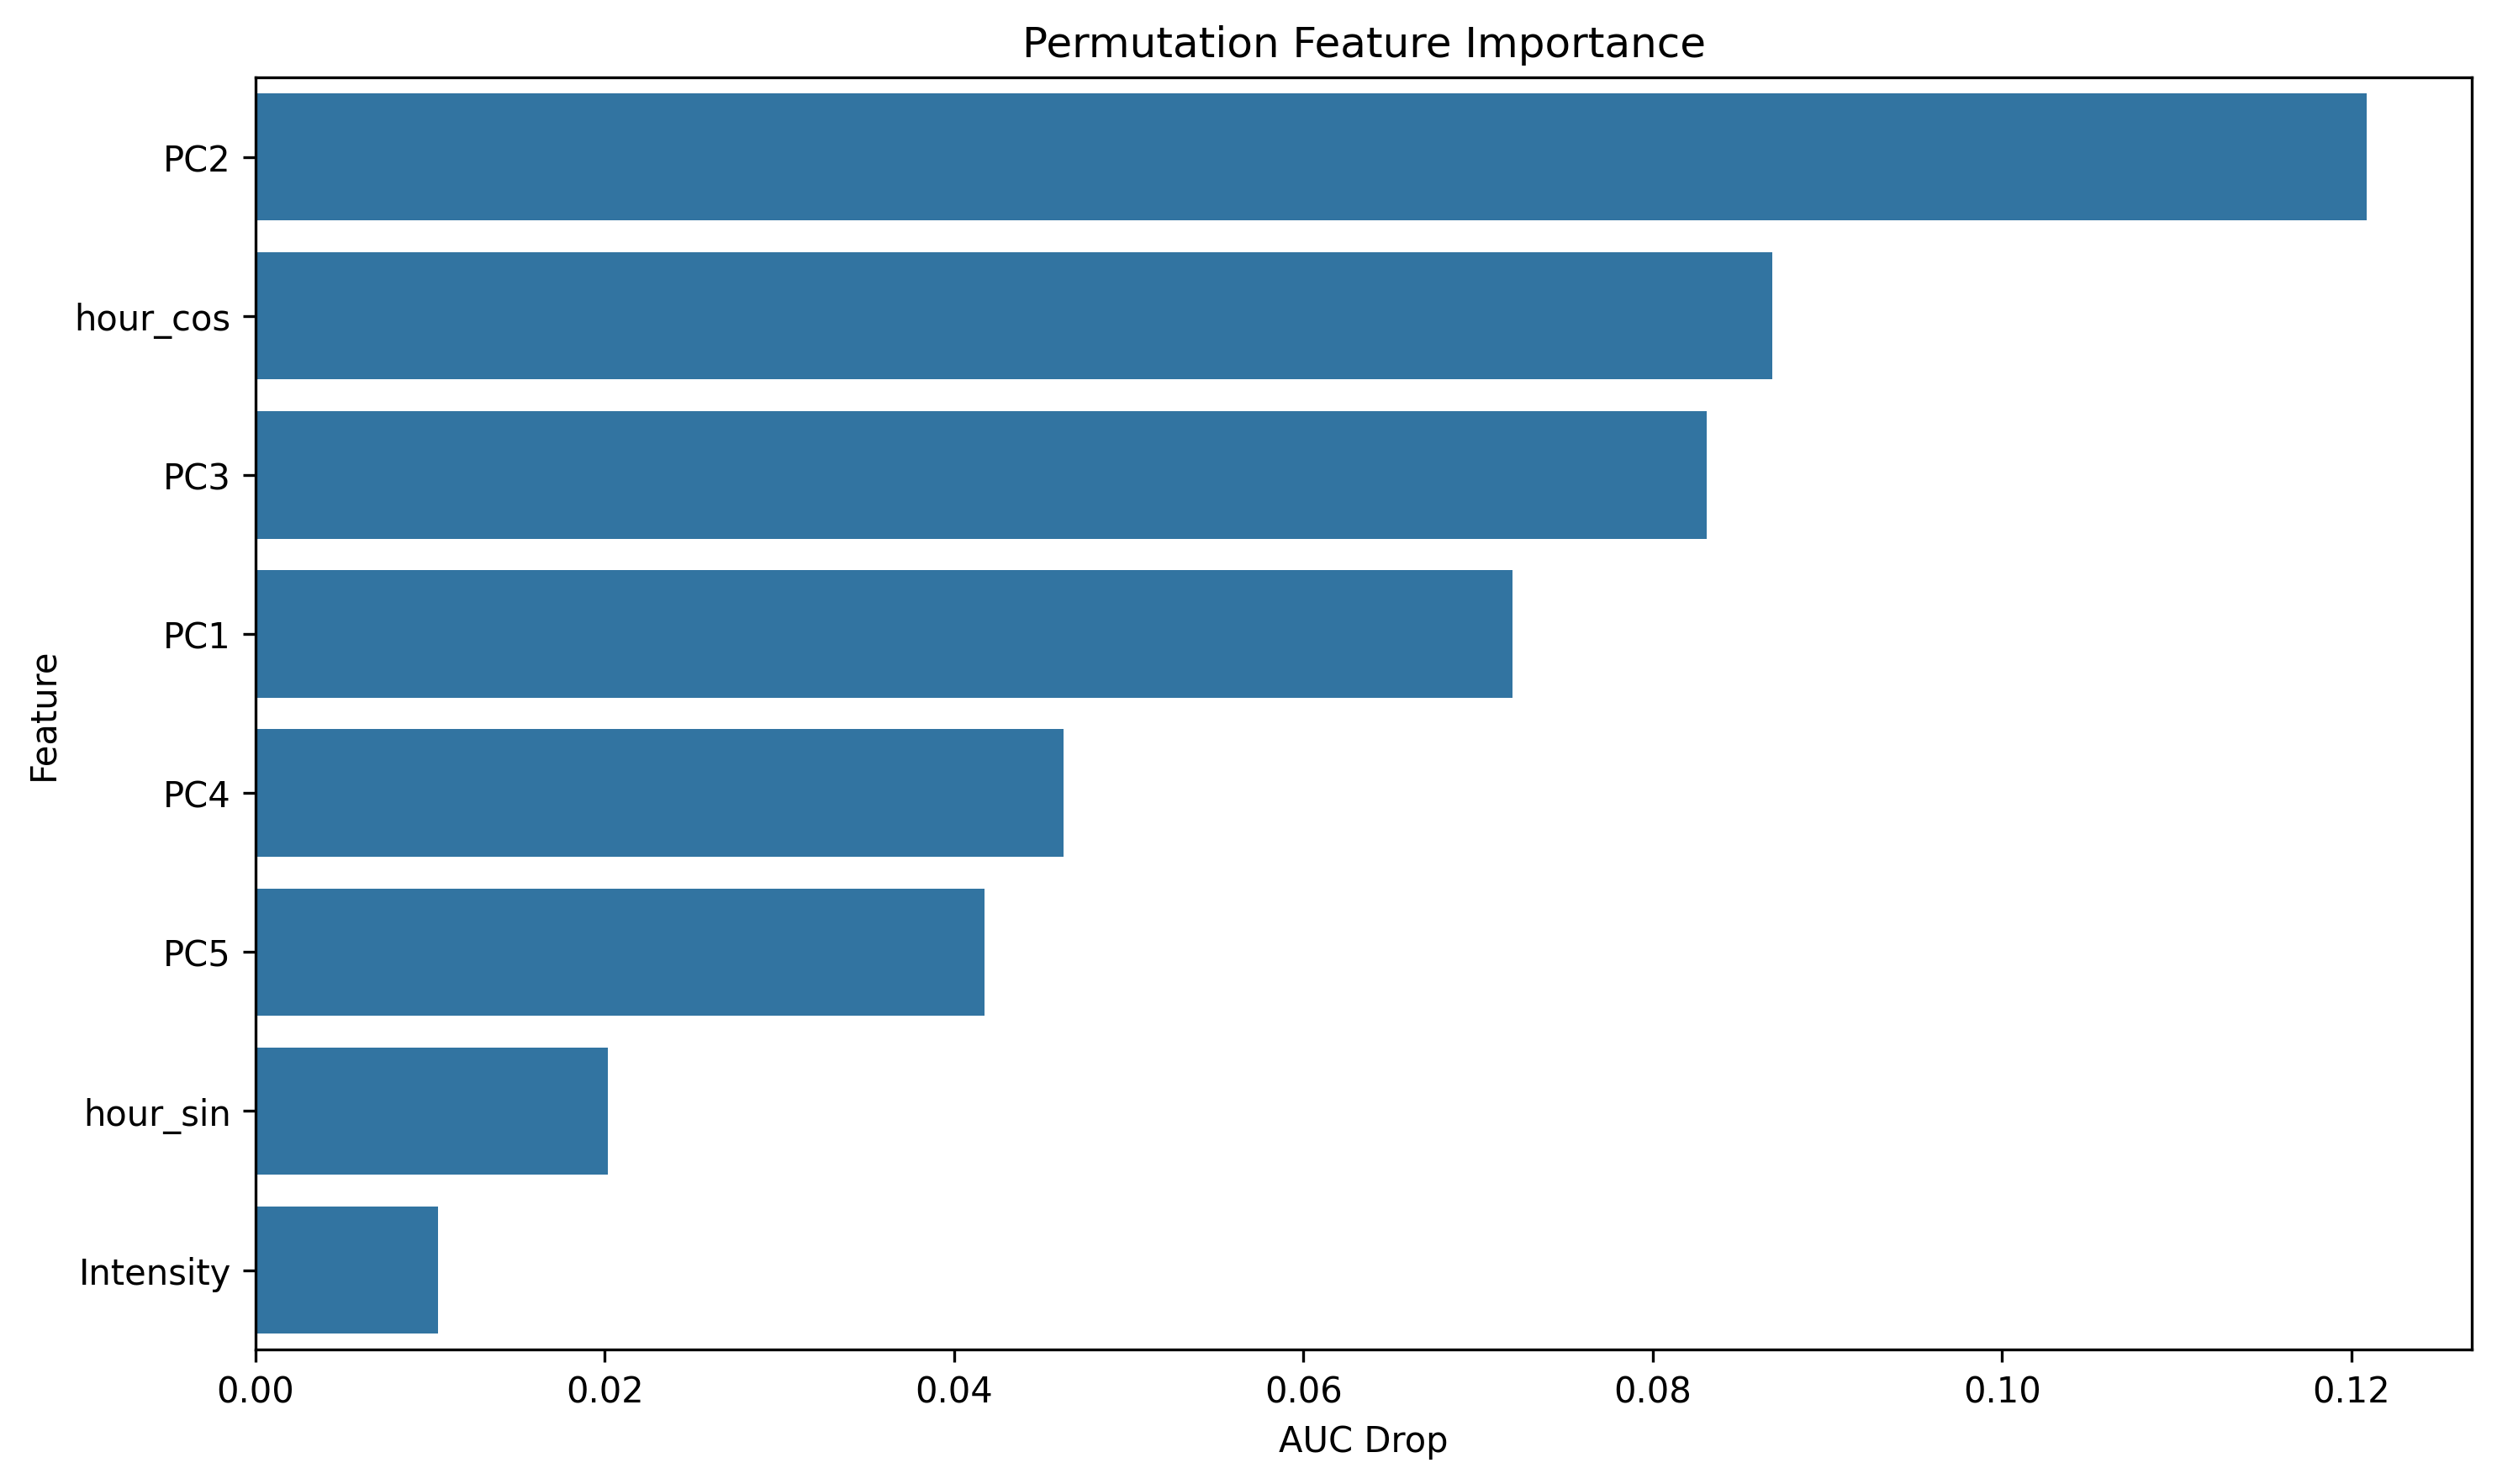 Permutation Feature Importance
PC2
hour_cos
PC3
PC1
PC4
PC5
hour_sin
Intensity
Feature
0.00 0.02 0.04 0.06 0.08 0.10 0.12
AUC Drop